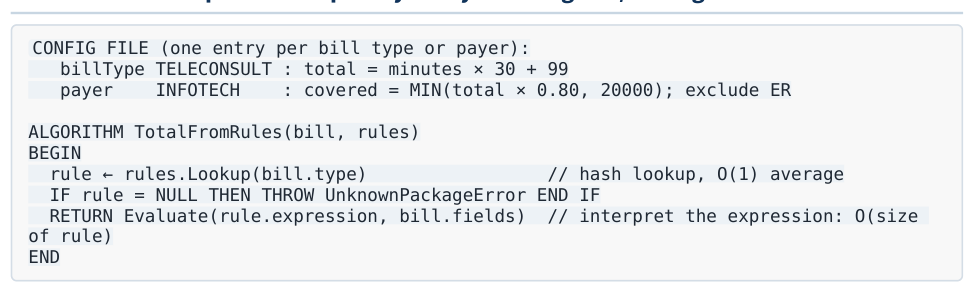 CONFIG FILE (one entry per bill type or payer):
   billType TELECONSULT : total = minutes × 30 + 99
   payer    INFOTECH    : covered = MIN(total × 0.80, 20000); exclude ER

ALGORITHM TotalFromRules(bill, rules)
BEGIN
  rule ← rules.Lookup(bill.type)                 // hash lookup, O(1) average
  IF rule = NULL THEN THROW UnknownPackageError END IF
  RETURN Evaluate(rule.expression, bill.fields)  // interpret the expression: O(size
of rule)
END